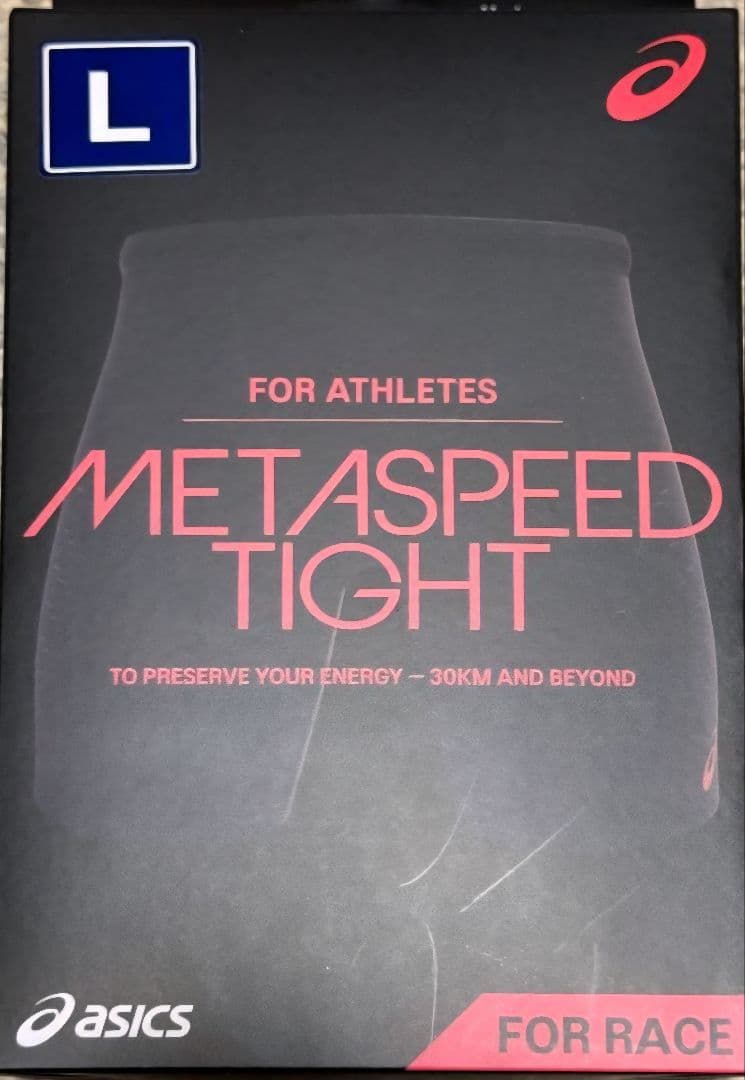 L
FOR ATHLETES
METASPEED
TIGHT
TO PRESERVE YOUR ENERGY – 30KM AND BEYOND
asics
FOR RACE